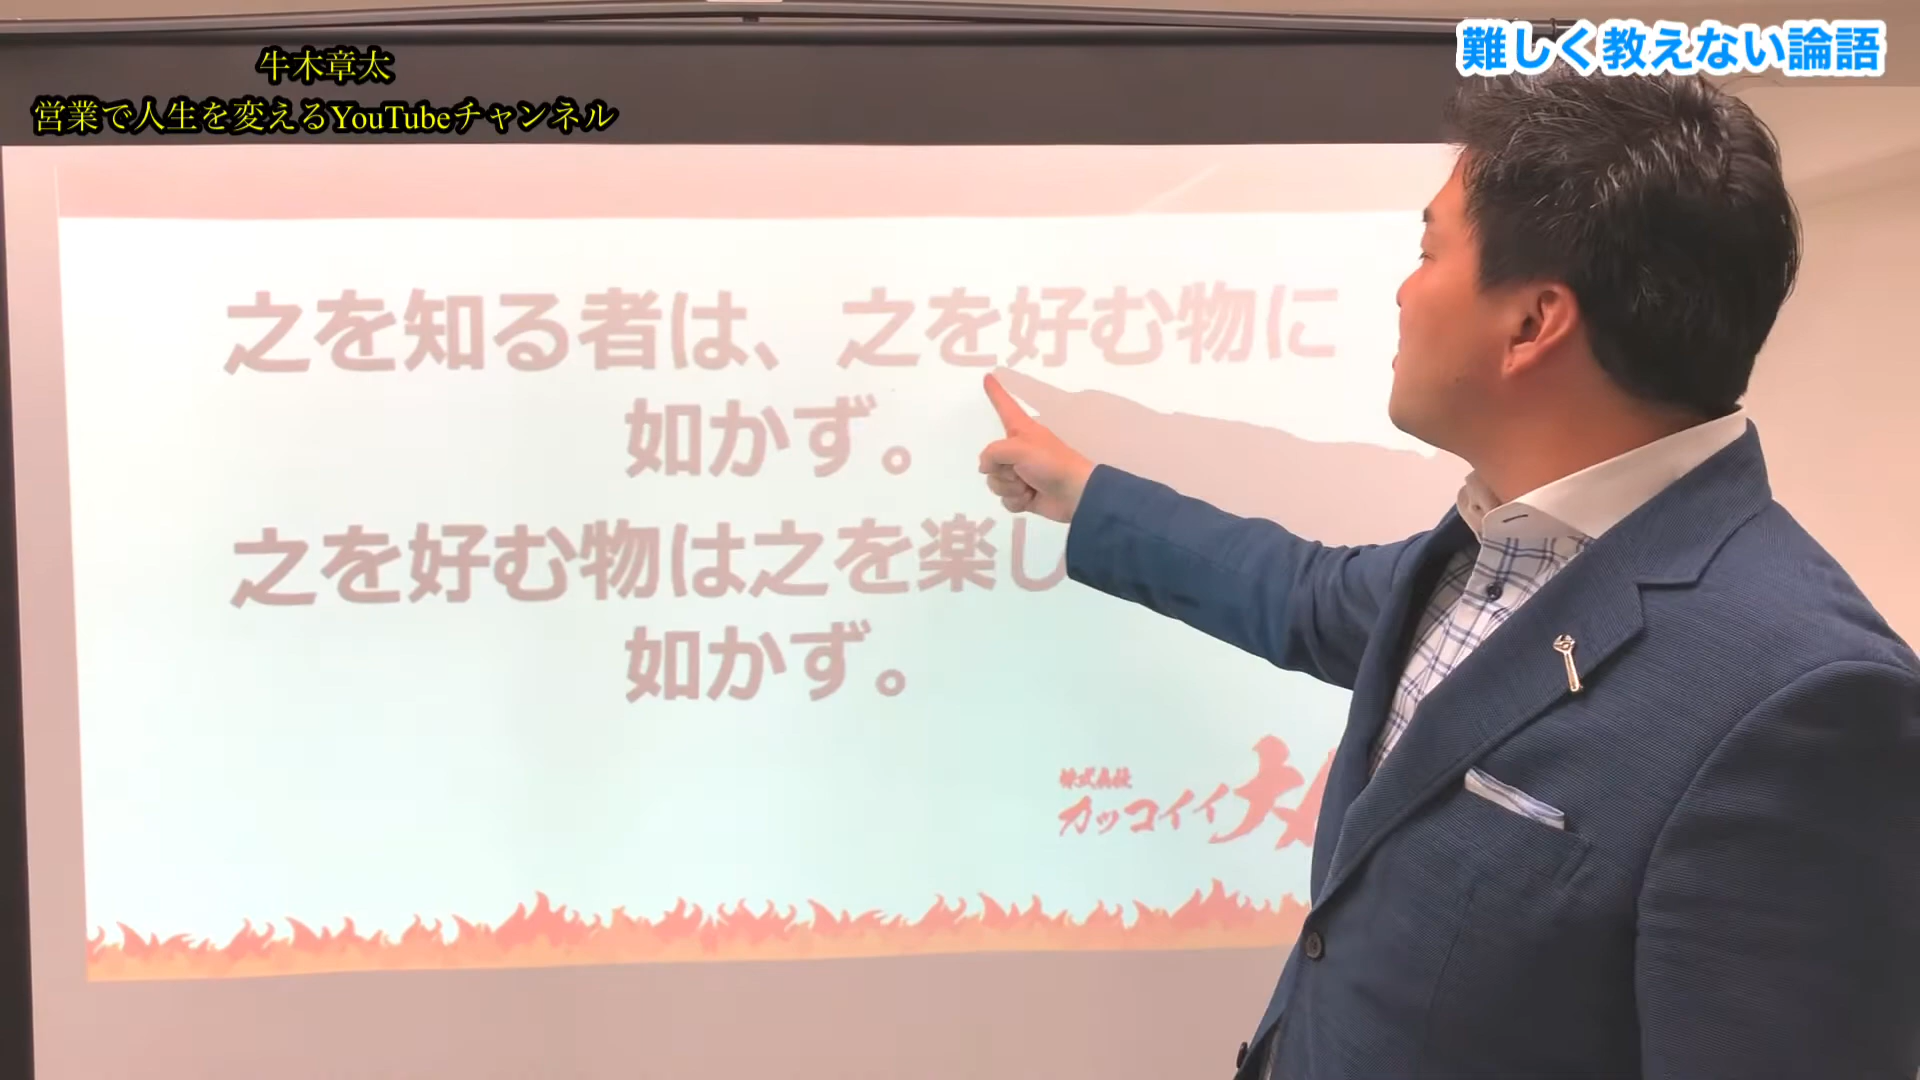 難しく教えない論語
牛木章太
営業で人生を変えるYouTubeチャンネル
之を知る者は、之を好む物に
如かず。
之を好む物は之を楽し
如かず。
株式会社
カッコイイ大